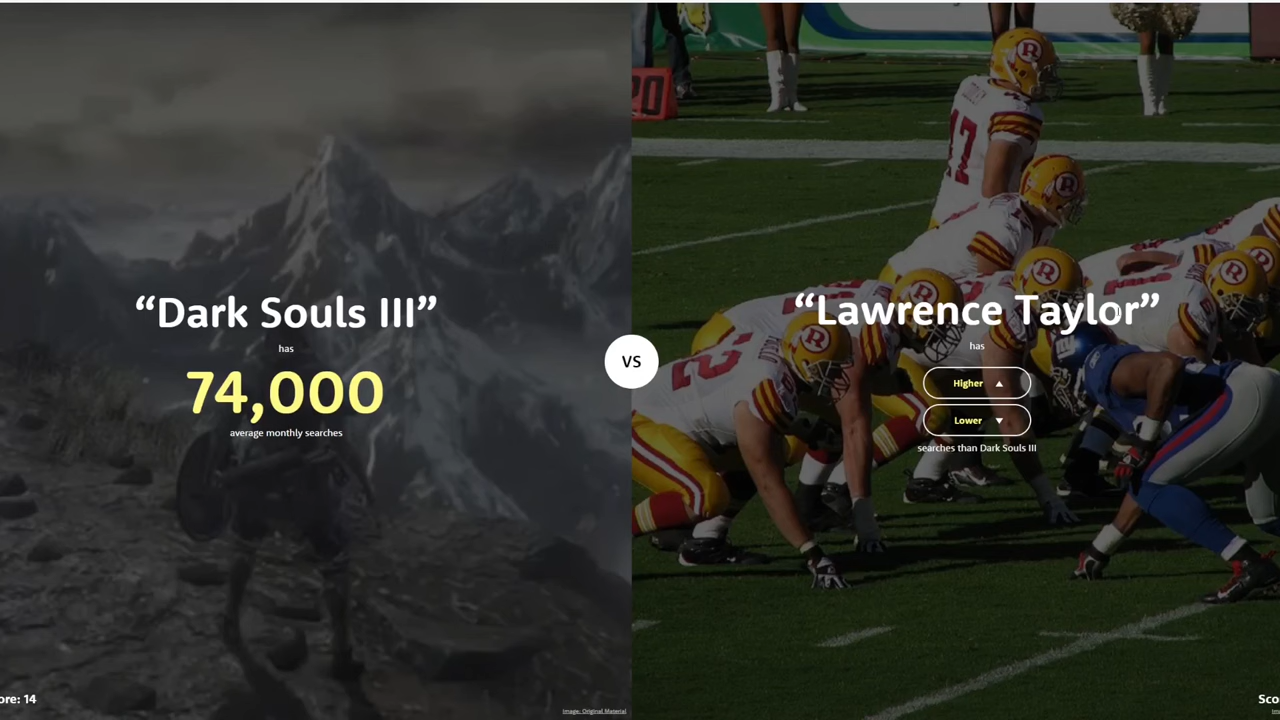 “Dark Souls III”
has
74,000
average monthly searches
VS
“Lawrence Taylor”
has
Higher ▲
Lower ▼
searches than Dark Souls III
ore: 14
Image: Original Material
Sco